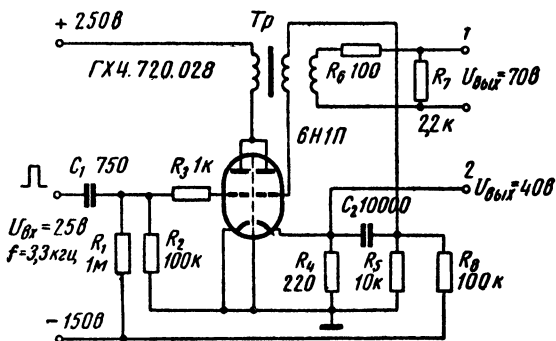 + 250в
Тр
1
ГХ4.720.028
R6 100
R7
Uвых=70в
6Н1П
2,2к
C1 750
R3 1к
2
Uвых=40в
C2 10000
Uвх=25в
f=3,3кгц
R1
1м
R2
100к
R4
220
R5
10к
R8
100к
−150в